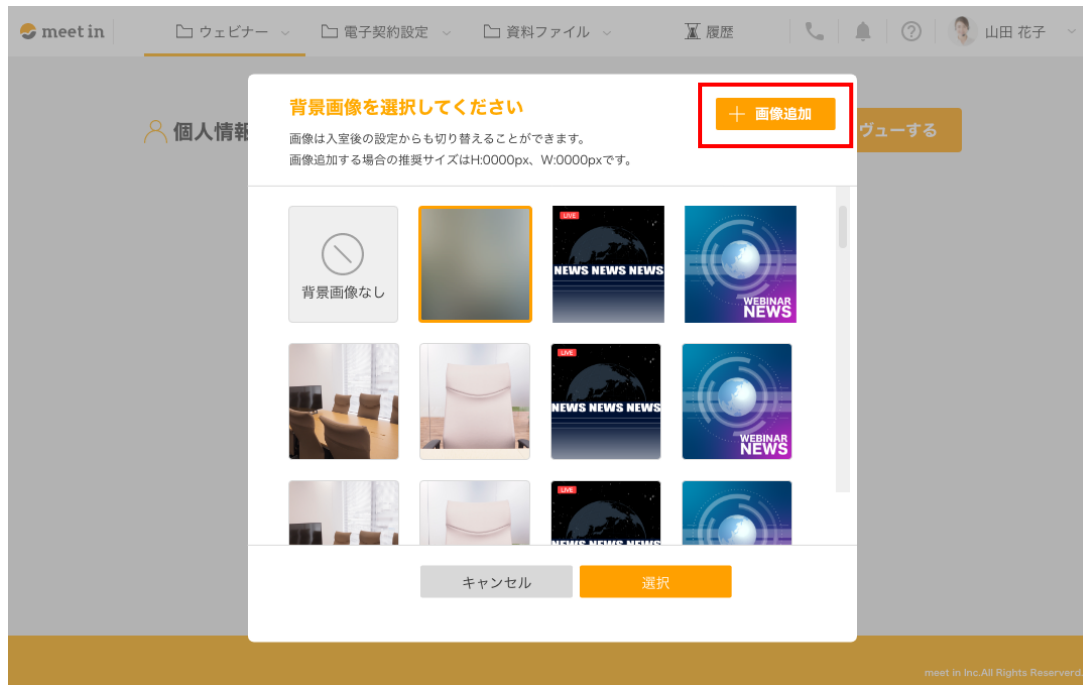 meet in
ウェビナー
電子契約設定
資料ファイル
履歴
山田 花子
背景画像を選択してください
画像追加
画像は入室後の設定からも切り替えることができます。
画像追加する場合の推奨サイズはH:0000px、W:0000pxです。
個人情報
ヴューする
背景画像なし
LIVE
NEWS NEWS NEWS
WEBINAR
NEWS
LIVE
NEWS NEWS NEWS
WEBINAR
NEWS
LIVE
NEWS NEWS NEWS
キャンセル
選択
meet in Inc.All Rights Reserverd.